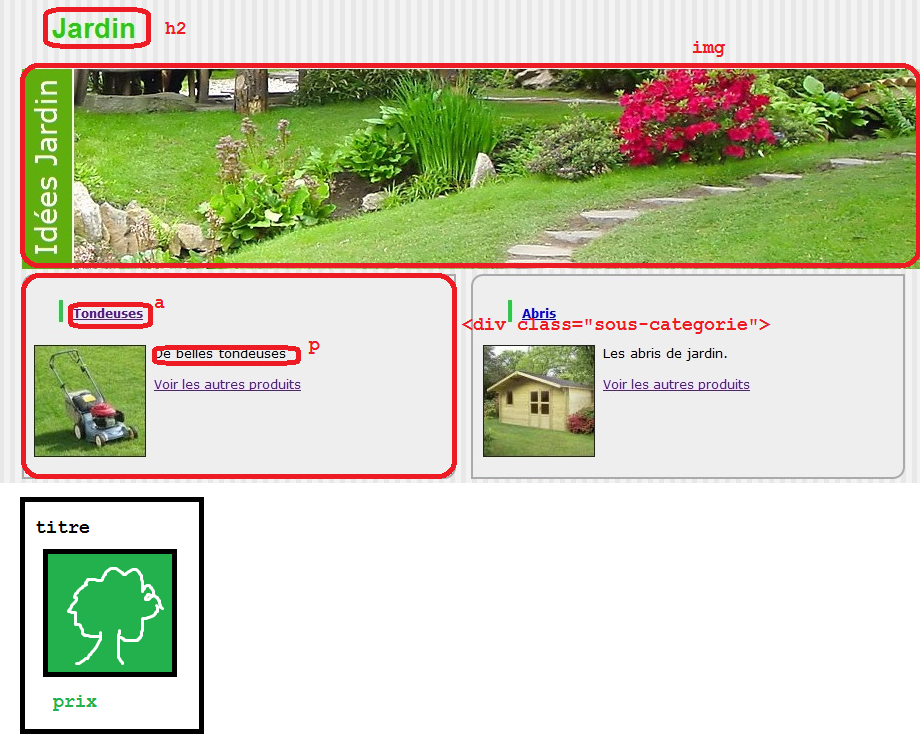 Jardin h2
img
Idées Jardin
Tondeuses a
Abris
<div class="sous-categorie">
De belles tondeuses p
Les abris de jardin.
Voir les autres produits
Voir les autres produits
titre
prix